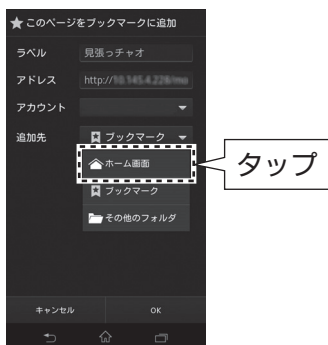 ★ このページをブックマークに追加
ラベル 見張っチャオ
アドレス http://
アカウント
追加先 ブックマーク
ホーム画面
タップ
ブックマーク
その他のフォルダ
キャンセル OK